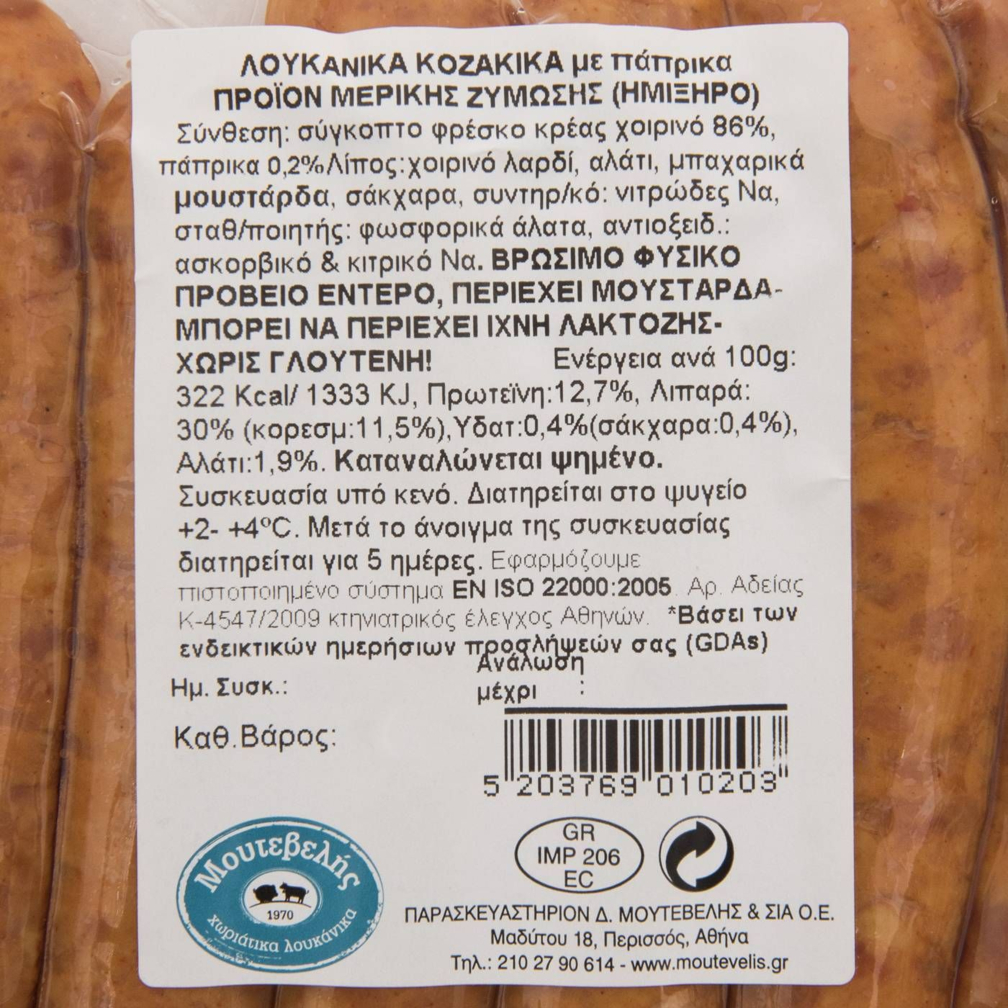 ΛΟΥΚΑΝΙΚΑ ΚΟΖΑΚΙΚΑ με πάπρικα
ΠΡΟΪΟΝ ΜΕΡΙΚΗΣ ΖΥΜΩΣΗΣ (ΗΜΙΞΗΡΟ)
Σύνθεση: σύγκοπτο φρέσκο κρέας χοιρινό 86%,
πάπρικα 0,2%Λίπος:χοιρινό λαρδί, αλάτι, μπαχαρικά
μουστάρδα, σάκχαρα, συντηρ/κό: νιτρώδες Να,
σταθ/ποιητής: φωσφορικά άλατα, αντιοξειδ.:
ασκορβικό & κιτρικό Να. ΒΡΩΣΙΜΟ ΦΥΣΙΚΟ
ΠΡΟΒΕΙΟ ΕΝΤΕΡΟ, ΠΕΡΙΕΧΕΙ ΜΟΥΣΤΑΡΔΑ-
ΜΠΟΡΕΙ ΝΑ ΠΕΡΙΕΧΕΙ ΙΧΝΗ ΛΑΚΤΟΖΗΣ-
ΧΩΡΙΣ ΓΛΟΥΤΕΝΗ! Ενέργεια ανά 100g:
322 Kcal/ 1333 KJ, Πρωτεϊνη:12,7%, Λιπαρά:
30% (κορεσμ:11,5%),Υδατ:0,4%(σάκχαρα:0,4%),
Αλάτι:1,9%. Καταναλώνεται ψημένο.
Συσκευασία υπό κενό. Διατηρείται στο ψυγείο
+2- +4ºC. Μετά το άνοιγμα της συσκευασίας
διατηρείται για 5 ημέρες. Εφαρμόζουμε
πιστοποιημένο σύστημα EN ISO 22000:2005. Αρ. Αδείας
Κ-4547/2009 κτηνιατρικός έλεγχος Αθηνών. *Βάσει των
ενδεικτικών ημερήσιων προσλήψεών σας (GDAs)
Ημ. Συσκ.:
Ανάλωση
μέχρι :
Καθ.Βάρος:
5 203769 010203
Μουτεβελής
1970
χωριάτικα λουκάνικα
GR
IMP 206
EC
ΠΑΡΑΣΚΕΥΑΣΤΗΡΙΟΝ Δ. ΜΟΥΤΕΒΕΛΗΣ & ΣΙΑ Ο.Ε.
Μαδύτου 18, Περισσός, Αθήνα
Τηλ.: 210 27 90 614 - www.moutevelis.gr